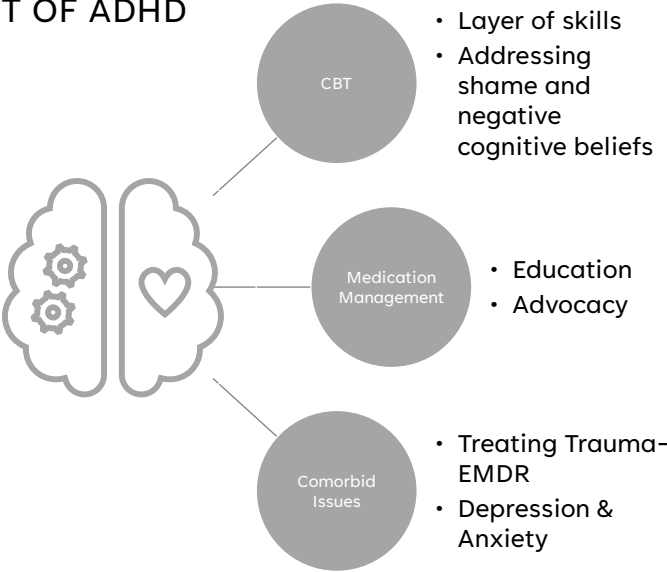 T OF ADHD
CBT
• Layer of skills
• Addressing
shame and
negative
cognitive beliefs
Medication
Management
• Education
• Advocacy
Comorbid
Issues
• Treating Trauma-
EMDR
• Depression &
Anxiety